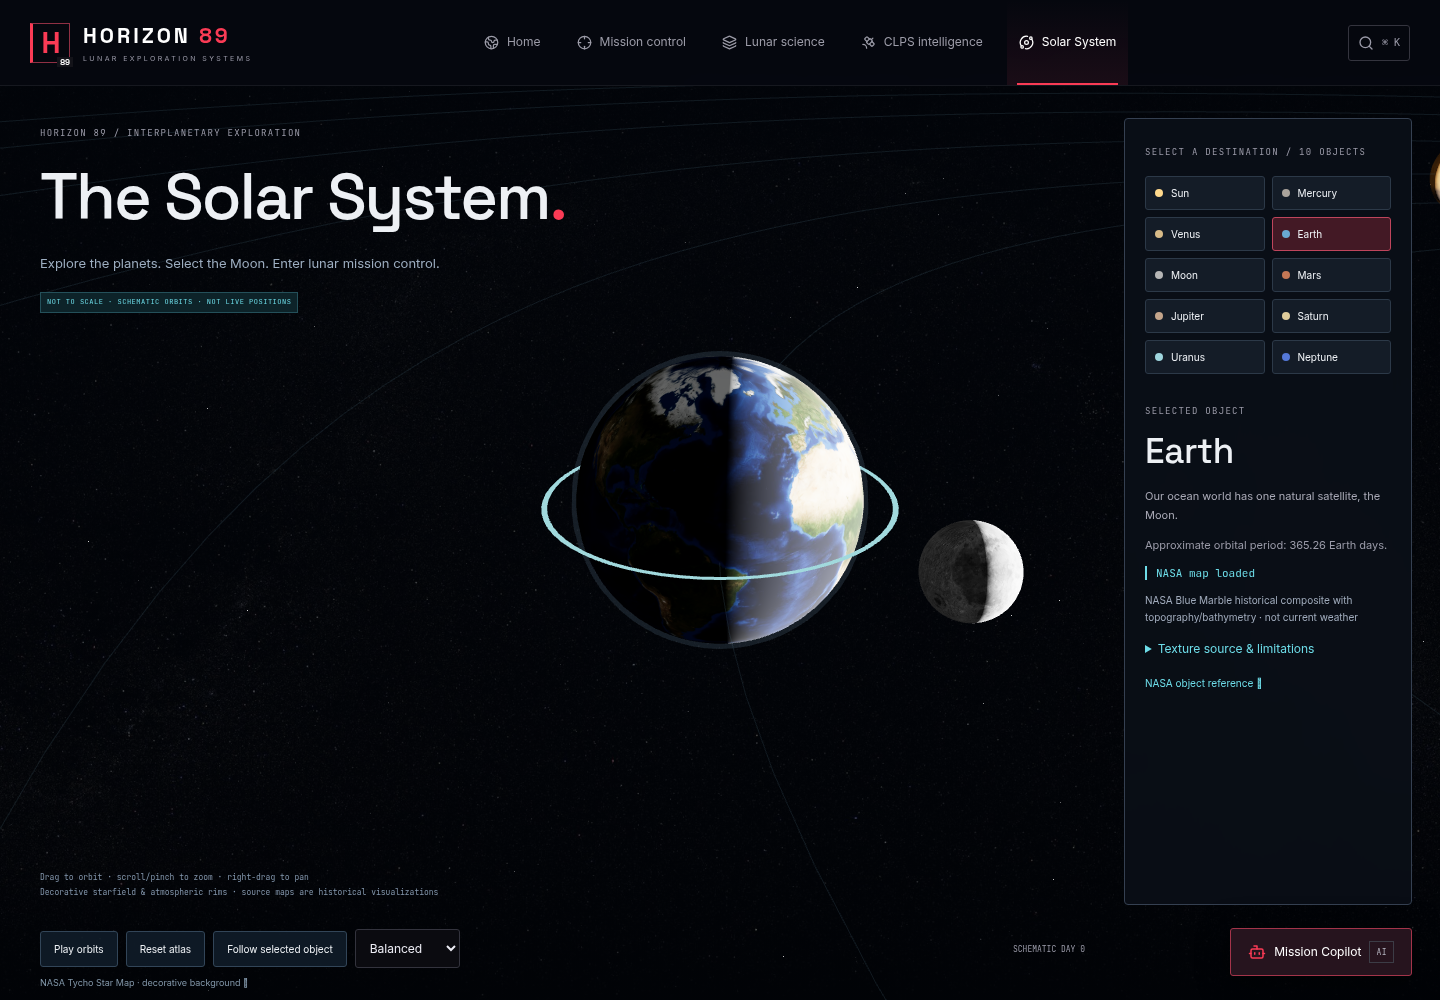 H
89
HORIZON 89
LUNAR EXPLORATION SYSTEMS
Home
Mission control
Lunar science
CLPS intelligence
Solar System
⌘ K
HORIZON 89 / INTERPLANETARY EXPLORATION
The Solar System.
Explore the planets. Select the Moon. Enter lunar mission control.
NOT TO SCALE · SCHEMATIC ORBITS · NOT LIVE POSITIONS
SELECT A DESTINATION / 10 OBJECTS
Sun
Mercury
Venus
Earth
Moon
Mars
Jupiter
Saturn
Uranus
Neptune
SELECTED OBJECT
Earth
Our ocean world has one natural satellite, the
Moon.
Approximate orbital period: 365.26 Earth days.
NASA map loaded
NASA Blue Marble historical composite with
topography/bathymetry · not current weather
Texture source & limitations
NASA object reference
Drag to orbit · scroll/pinch to zoom · right-drag to pan
Decorative starfield & atmospheric rims · source maps are historical visualizations
Play orbits
Reset atlas
Follow selected object
Balanced
SCHEMATIC DAY 0
Mission Copilot
AI
NASA Tycho Star Map · decorative background